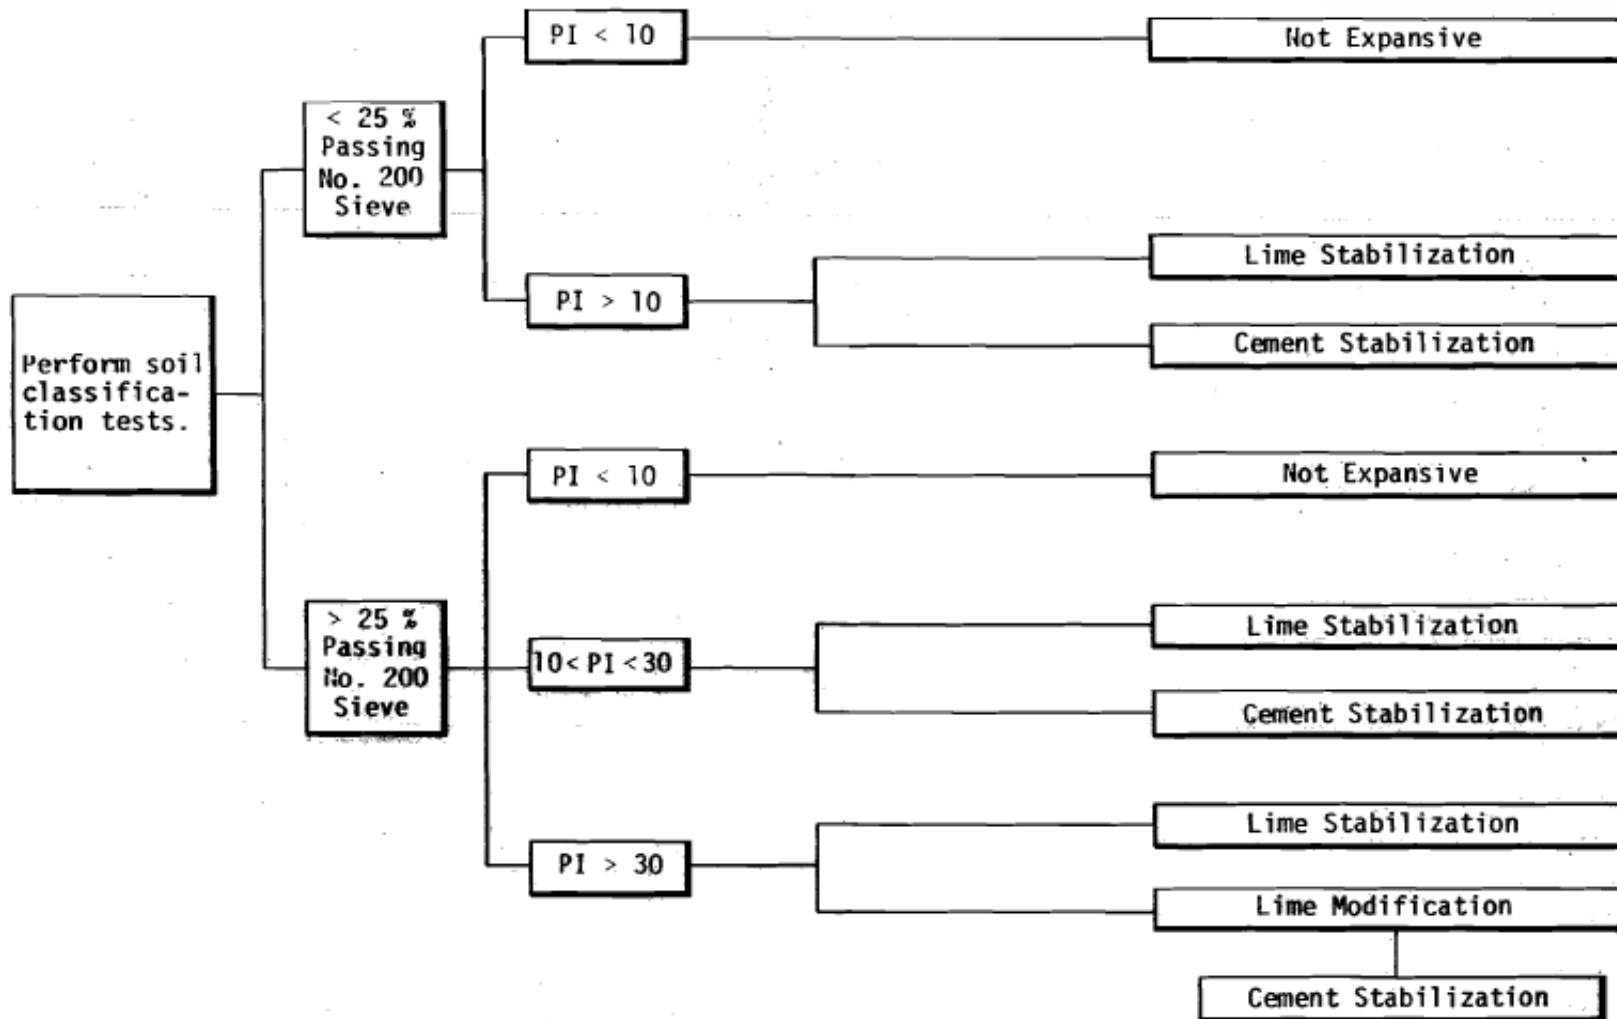 PI < 10
Not Expansive
< 25 %
Passing
No. 200
Sieve
Lime Stabilization
PI > 10
Cement Stabilization
Perform soil
classifica-
tion tests.
PI < 10
Not Expansive
> 25 %
Passing
No. 200
Sieve
10< PI <30
Lime Stabilization
Cement Stabilization
PI > 30
Lime Stabilization
Lime Modification
Cement Stabilization